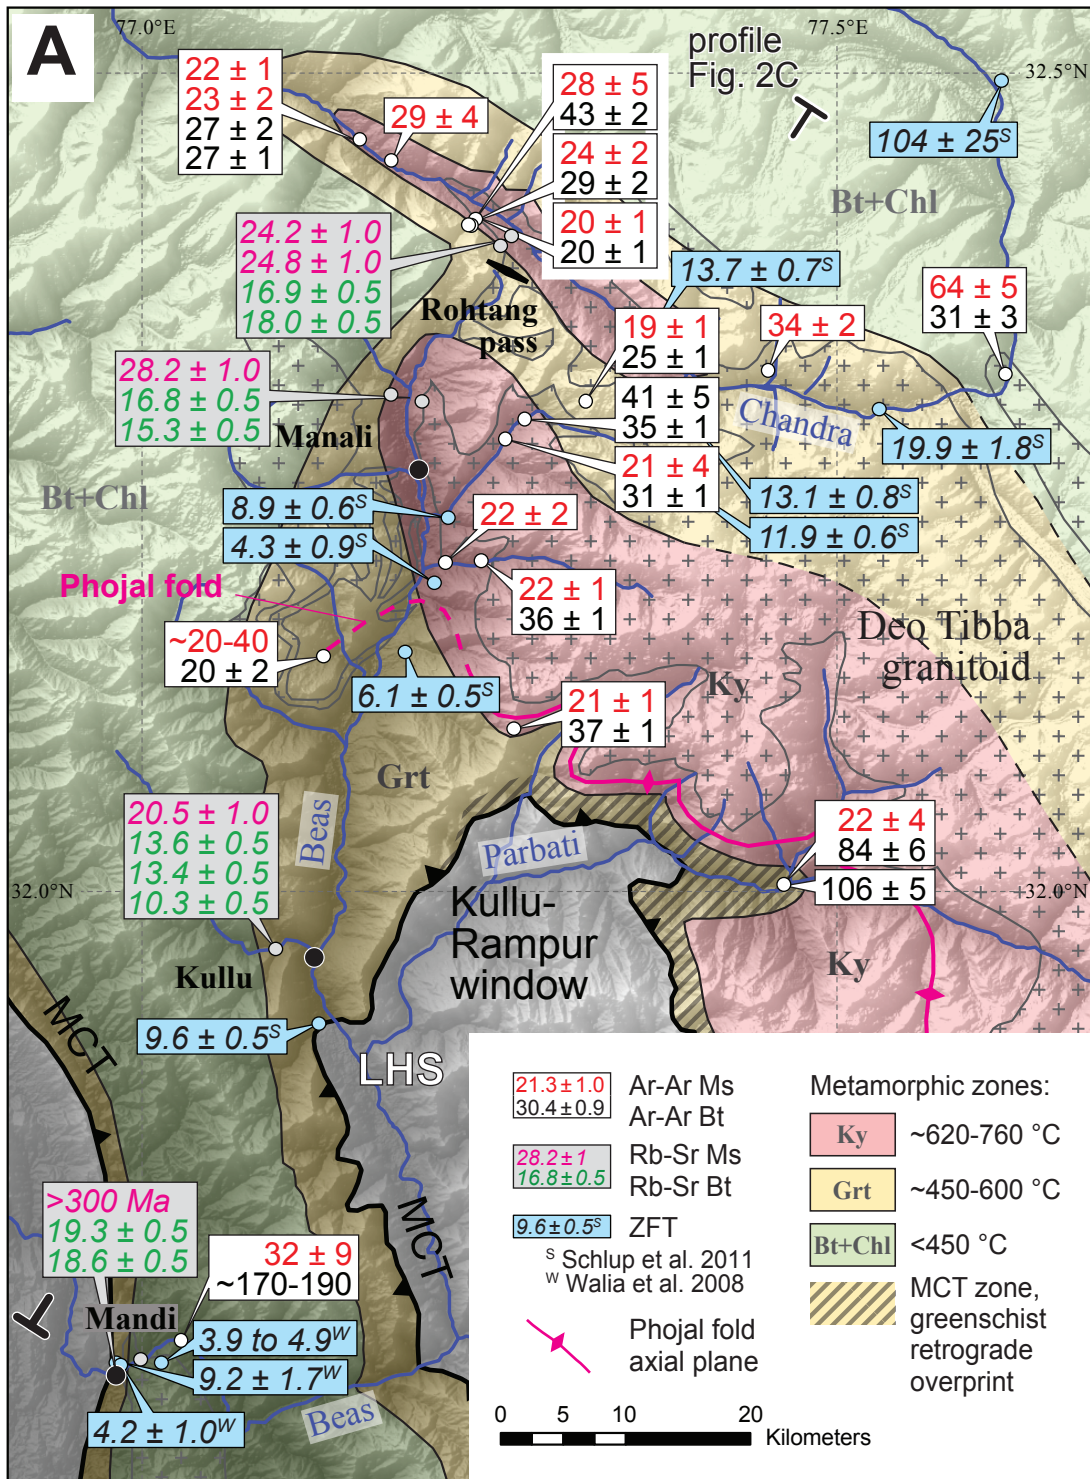 A
77.0°E
77.5°E
32.5°N
profile
Fig. 2C
22 ± 1
23 ± 2
27 ± 2
27 ± 1
29 ± 4
28 ± 5
43 ± 2
24 ± 2
29 ± 2
20 ± 1
20 ± 1
104 ± 25ˢ
Bt+Chl
24.2 ± 1.0
24.8 ± 1.0
16.9 ± 0.5
18.0 ± 0.5
Rohtang
pass
13.7 ± 0.7ˢ
64 ± 5
31 ± 3
34 ± 2
19 ± 1
25 ± 1
28.2 ± 1.0
16.8 ± 0.5
15.3 ± 0.5
Manali
41 ± 5
35 ± 1
Chandra
19.9 ± 1.8ˢ
21 ± 4
31 ± 1
Bt+Chl
8.9 ± 0.6ˢ
13.1 ± 0.8ˢ
22 ± 2
4.3 ± 0.9ˢ
11.9 ± 0.6ˢ
Phojal fold
22 ± 1
36 ± 1
~20-40
20 ± 2
Deo Tibba
granitoid
6.1 ± 0.5ˢ
Ky
21 ± 1
37 ± 1
Grt
20.5 ± 1.0
13.6 ± 0.5
13.4 ± 0.5
10.3 ± 0.5
Beas
Parbati
22 ± 4
84 ± 6
106 ± 5
32.0°N
32.0°N
Kullu-
Rampur
window
Kullu
Ky
MCT
9.6 ± 0.5ˢ
LHS
MCT
>300 Ma
19.3 ± 0.5
18.6 ± 0.5
32 ± 9
~170-190
Mandi
3.9 to 4.9ᵂ
9.2 ± 1.7ᵂ
4.2 ± 1.0ᵂ
Beas
21.3 ± 1.0 Ar-Ar Ms
30.4 ± 0.9 Ar-Ar Bt
28.2 ± 1 Rb-Sr Ms
16.8 ± 0.5 Rb-Sr Bt
9.6 ± 0.5ˢ ZFT
ˢ Schlup et al. 2011
ᵂ Walia et al. 2008
Phojal fold
axial plane
0 5 10 20
Kilometers
Metamorphic zones:
Ky ~620-760 °C
Grt ~450-600 °C
Bt+Chl <450 °C
MCT zone,
greenschist
retrograde
overprint